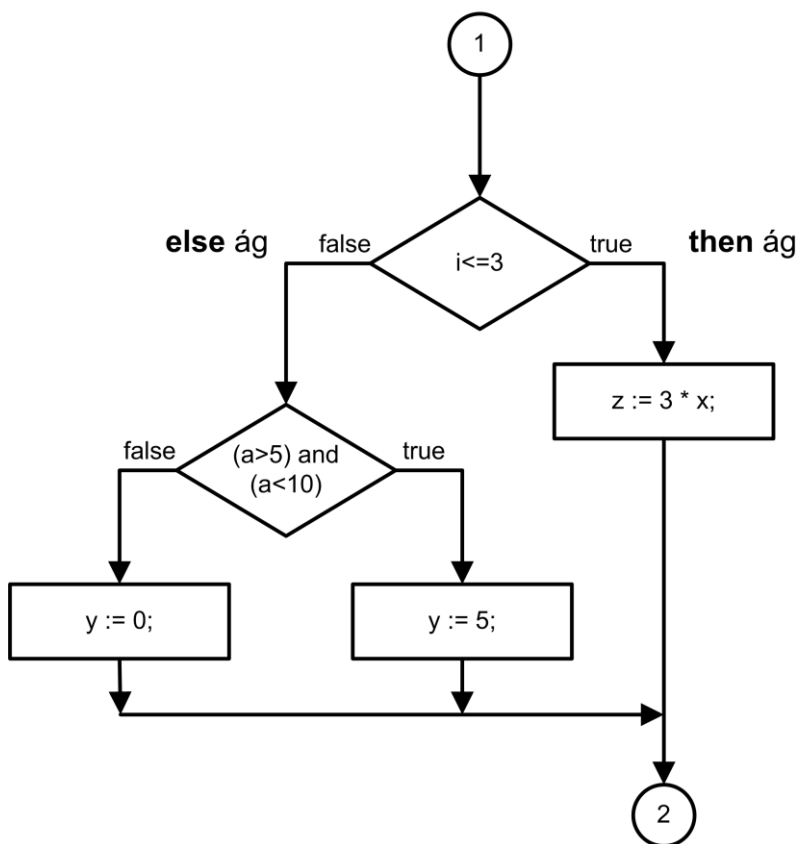 1
else ág
false
i<=3
true
then ág
z := 3 * x;
false
(a>5) and
(a<10)
true
y := 0;
y := 5;
2